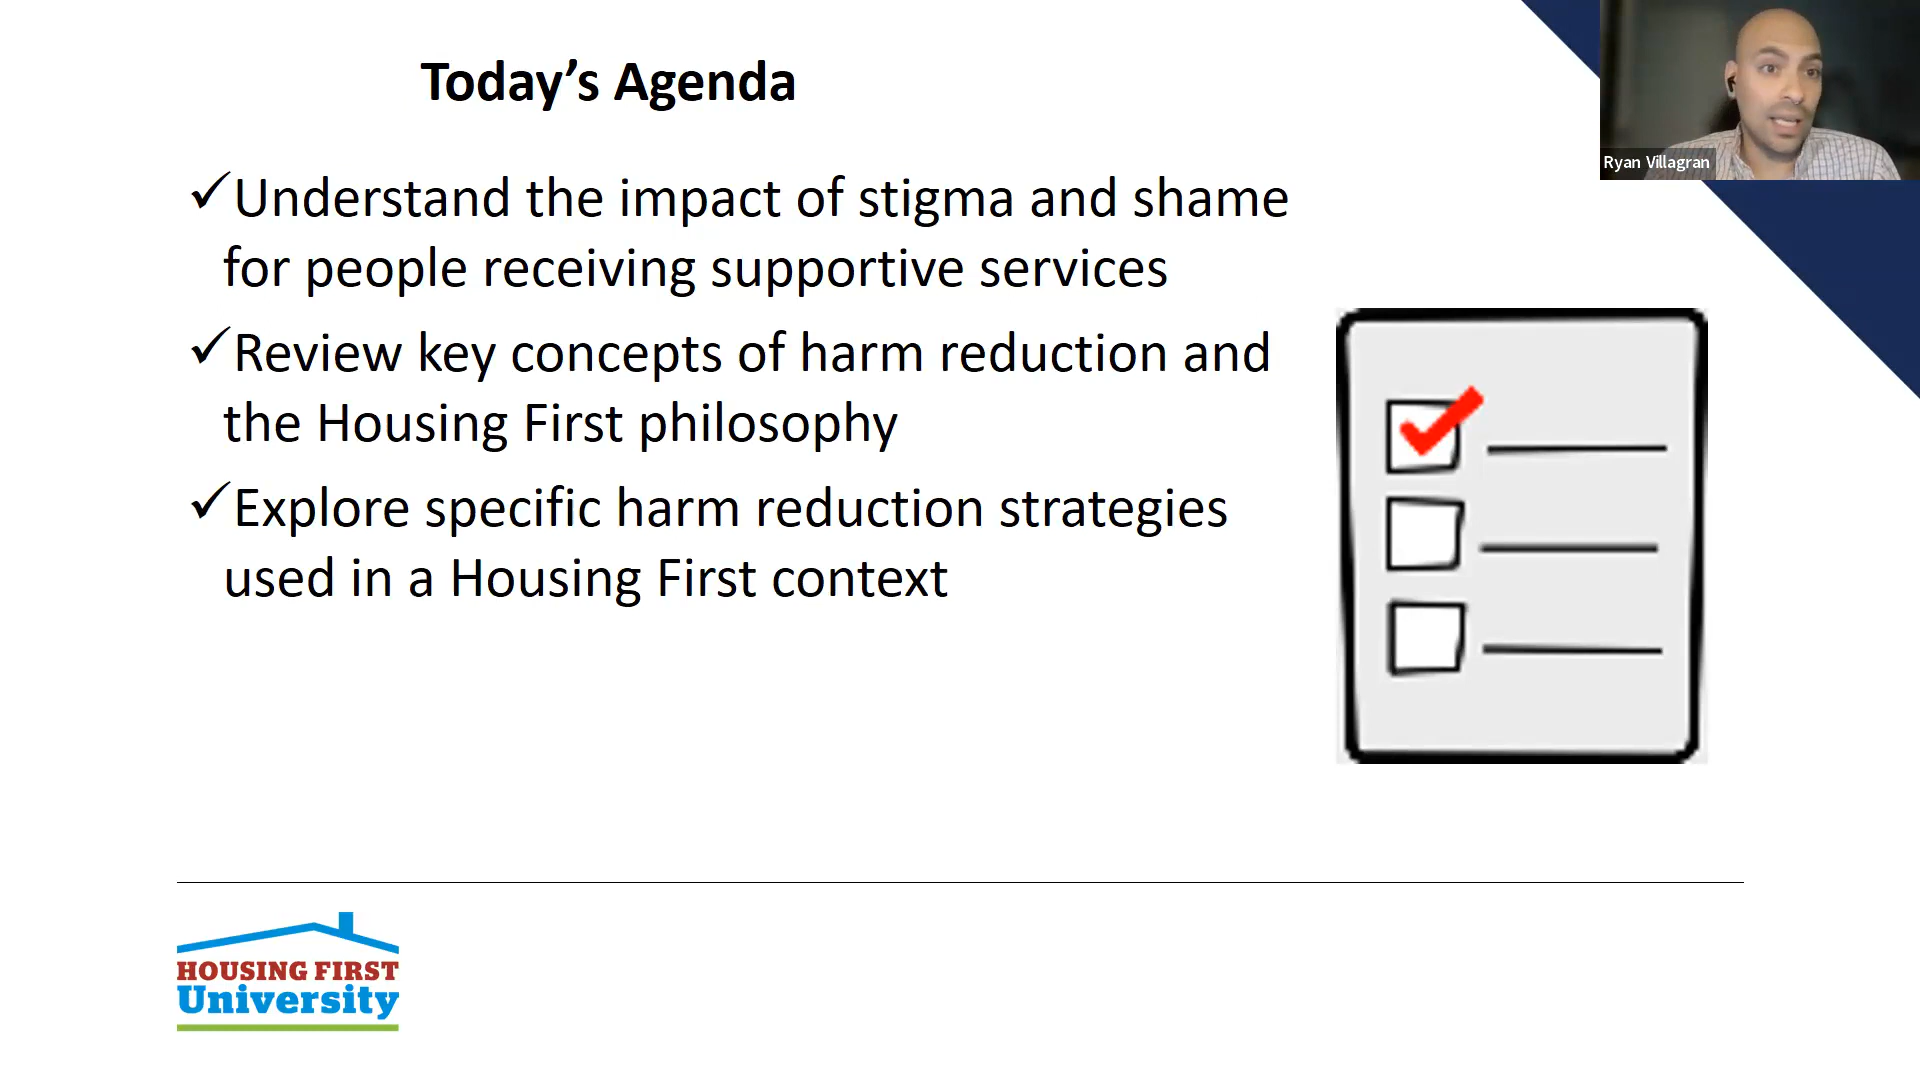 Today’s Agenda
✓Understand the impact of stigma and shame
for people receiving supportive services
✓Review key concepts of harm reduction and
the Housing First philosophy
✓Explore specific harm reduction strategies
used in a Housing First context
Ryan Villagran
HOUSING FIRST
University